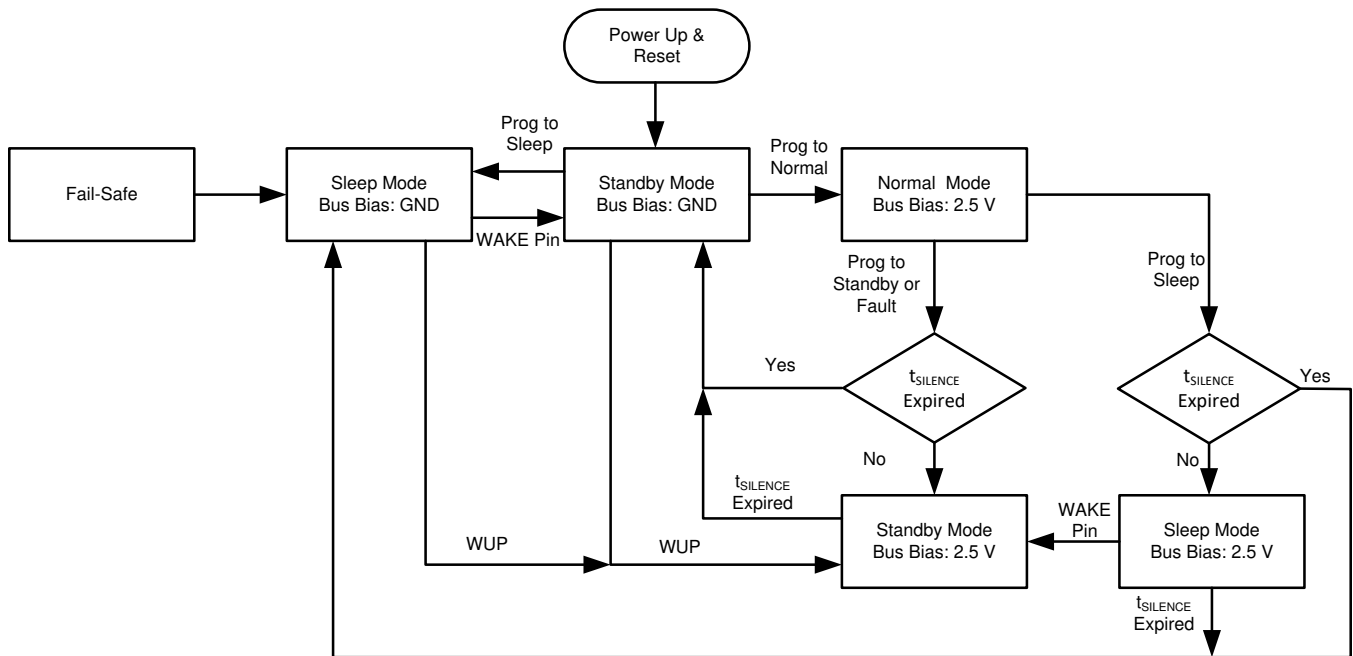 Power Up &
Reset
Prog to
Sleep
Prog to
Normal
Fail-Safe
Sleep Mode
Bus Bias: GND
Standby Mode
Bus Bias: GND
Normal Mode
Bus Bias: 2.5 V
WAKE Pin
Prog to
Standby or
Fault
Prog to
Sleep
Yes
tSILENCE
Expired
tSILENCE
Expired
Yes
No
No
tSILENCE
Expired
Standby Mode
Bus Bias: 2.5 V
WAKE
Pin
Sleep Mode
Bus Bias: 2.5 V
WUP
WUP
tSILENCE
Expired